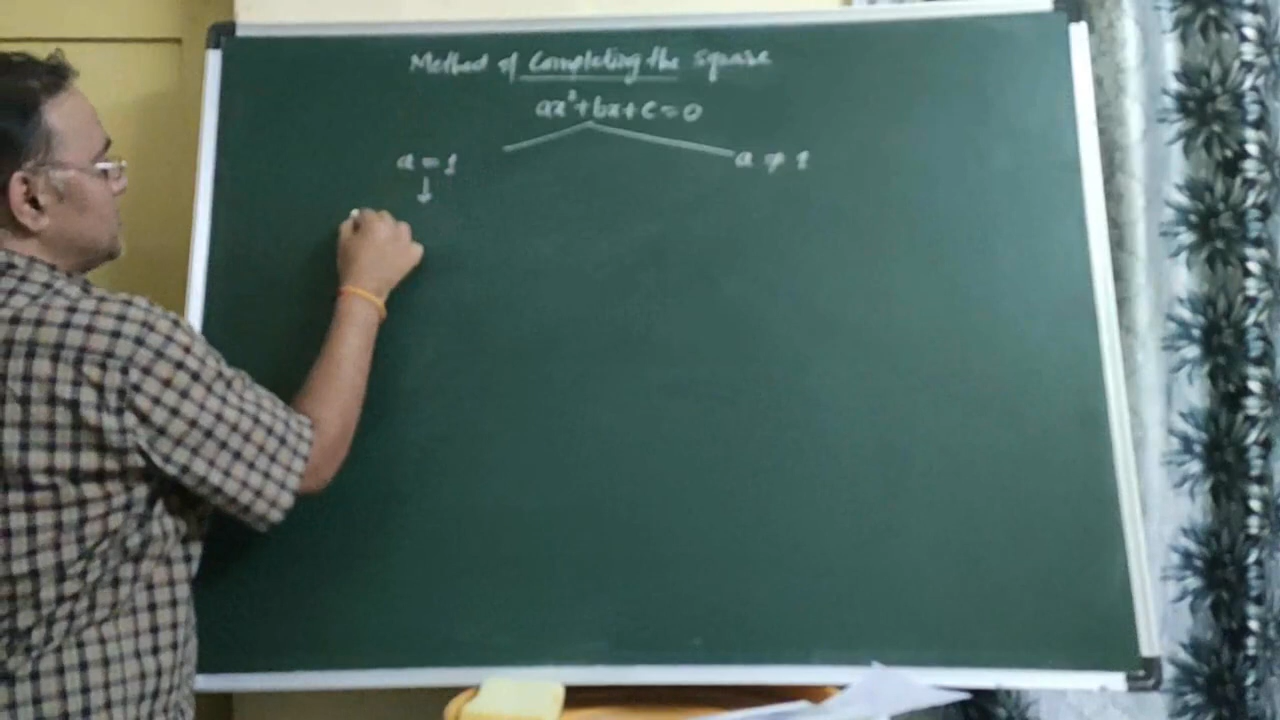 Method of Completing the square
ax²+bx+c=0
a = 1
a ≠ 1